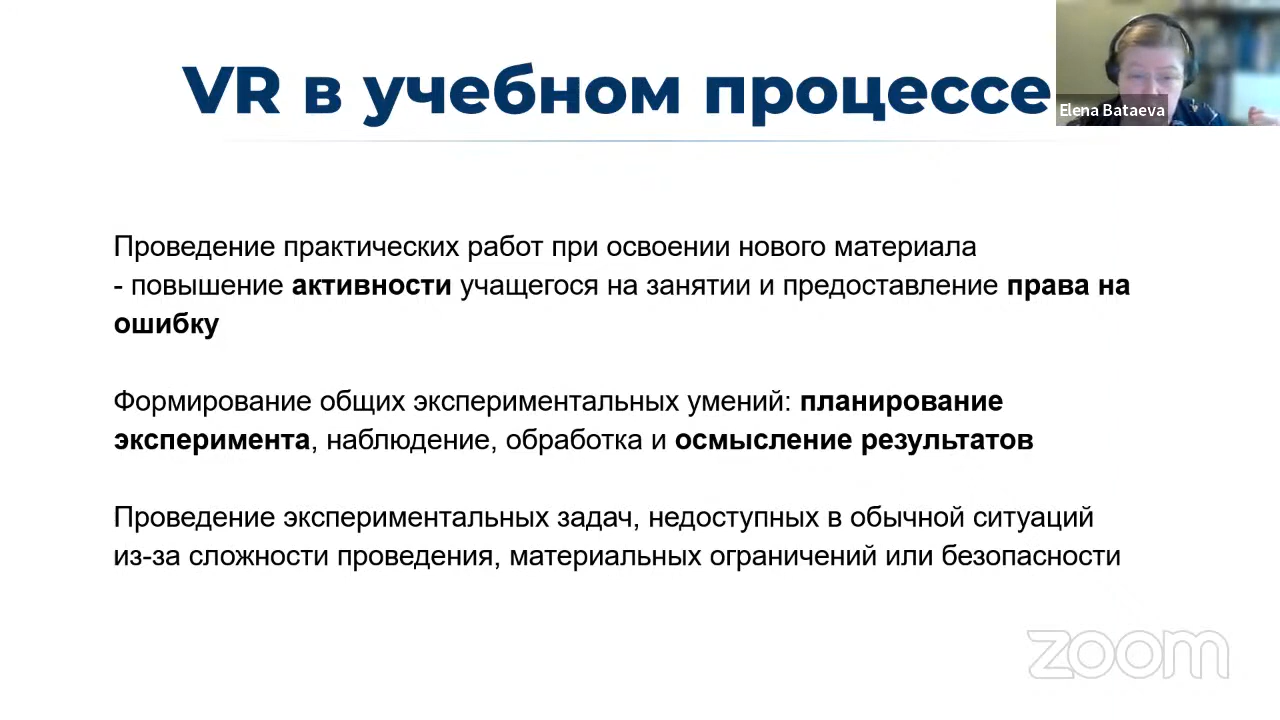 VR в учебном процессе
Elena Bataeva
Проведение практических работ при освоении нового материала
- повышение активности учащегося на занятии и предоставление права на
ошибку
Формирование общих экспериментальных умений: планирование
эксперимента, наблюдение, обработка и осмысление результатов
Проведение экспериментальных задач, недоступных в обычной ситуаций
из-за сложности проведения, материальных ограничений или безопасности
zoom